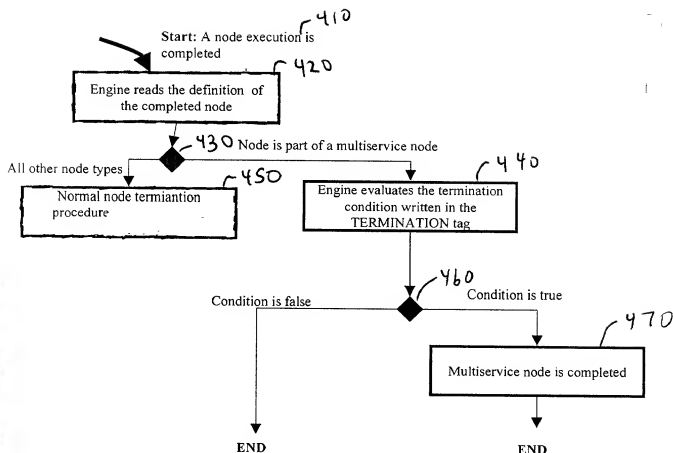 410
Start: A node execution is
completed
420
Engine reads the definition of
the completed node
430
Node is part of a multiservice node
All other node types
450
440
Normal node termiantion
procedure
Engine evaluates the termination
condition written in the
TERMINATION tag
460
Condition is false
Condition is true
470
Multiservice node is completed
END
END